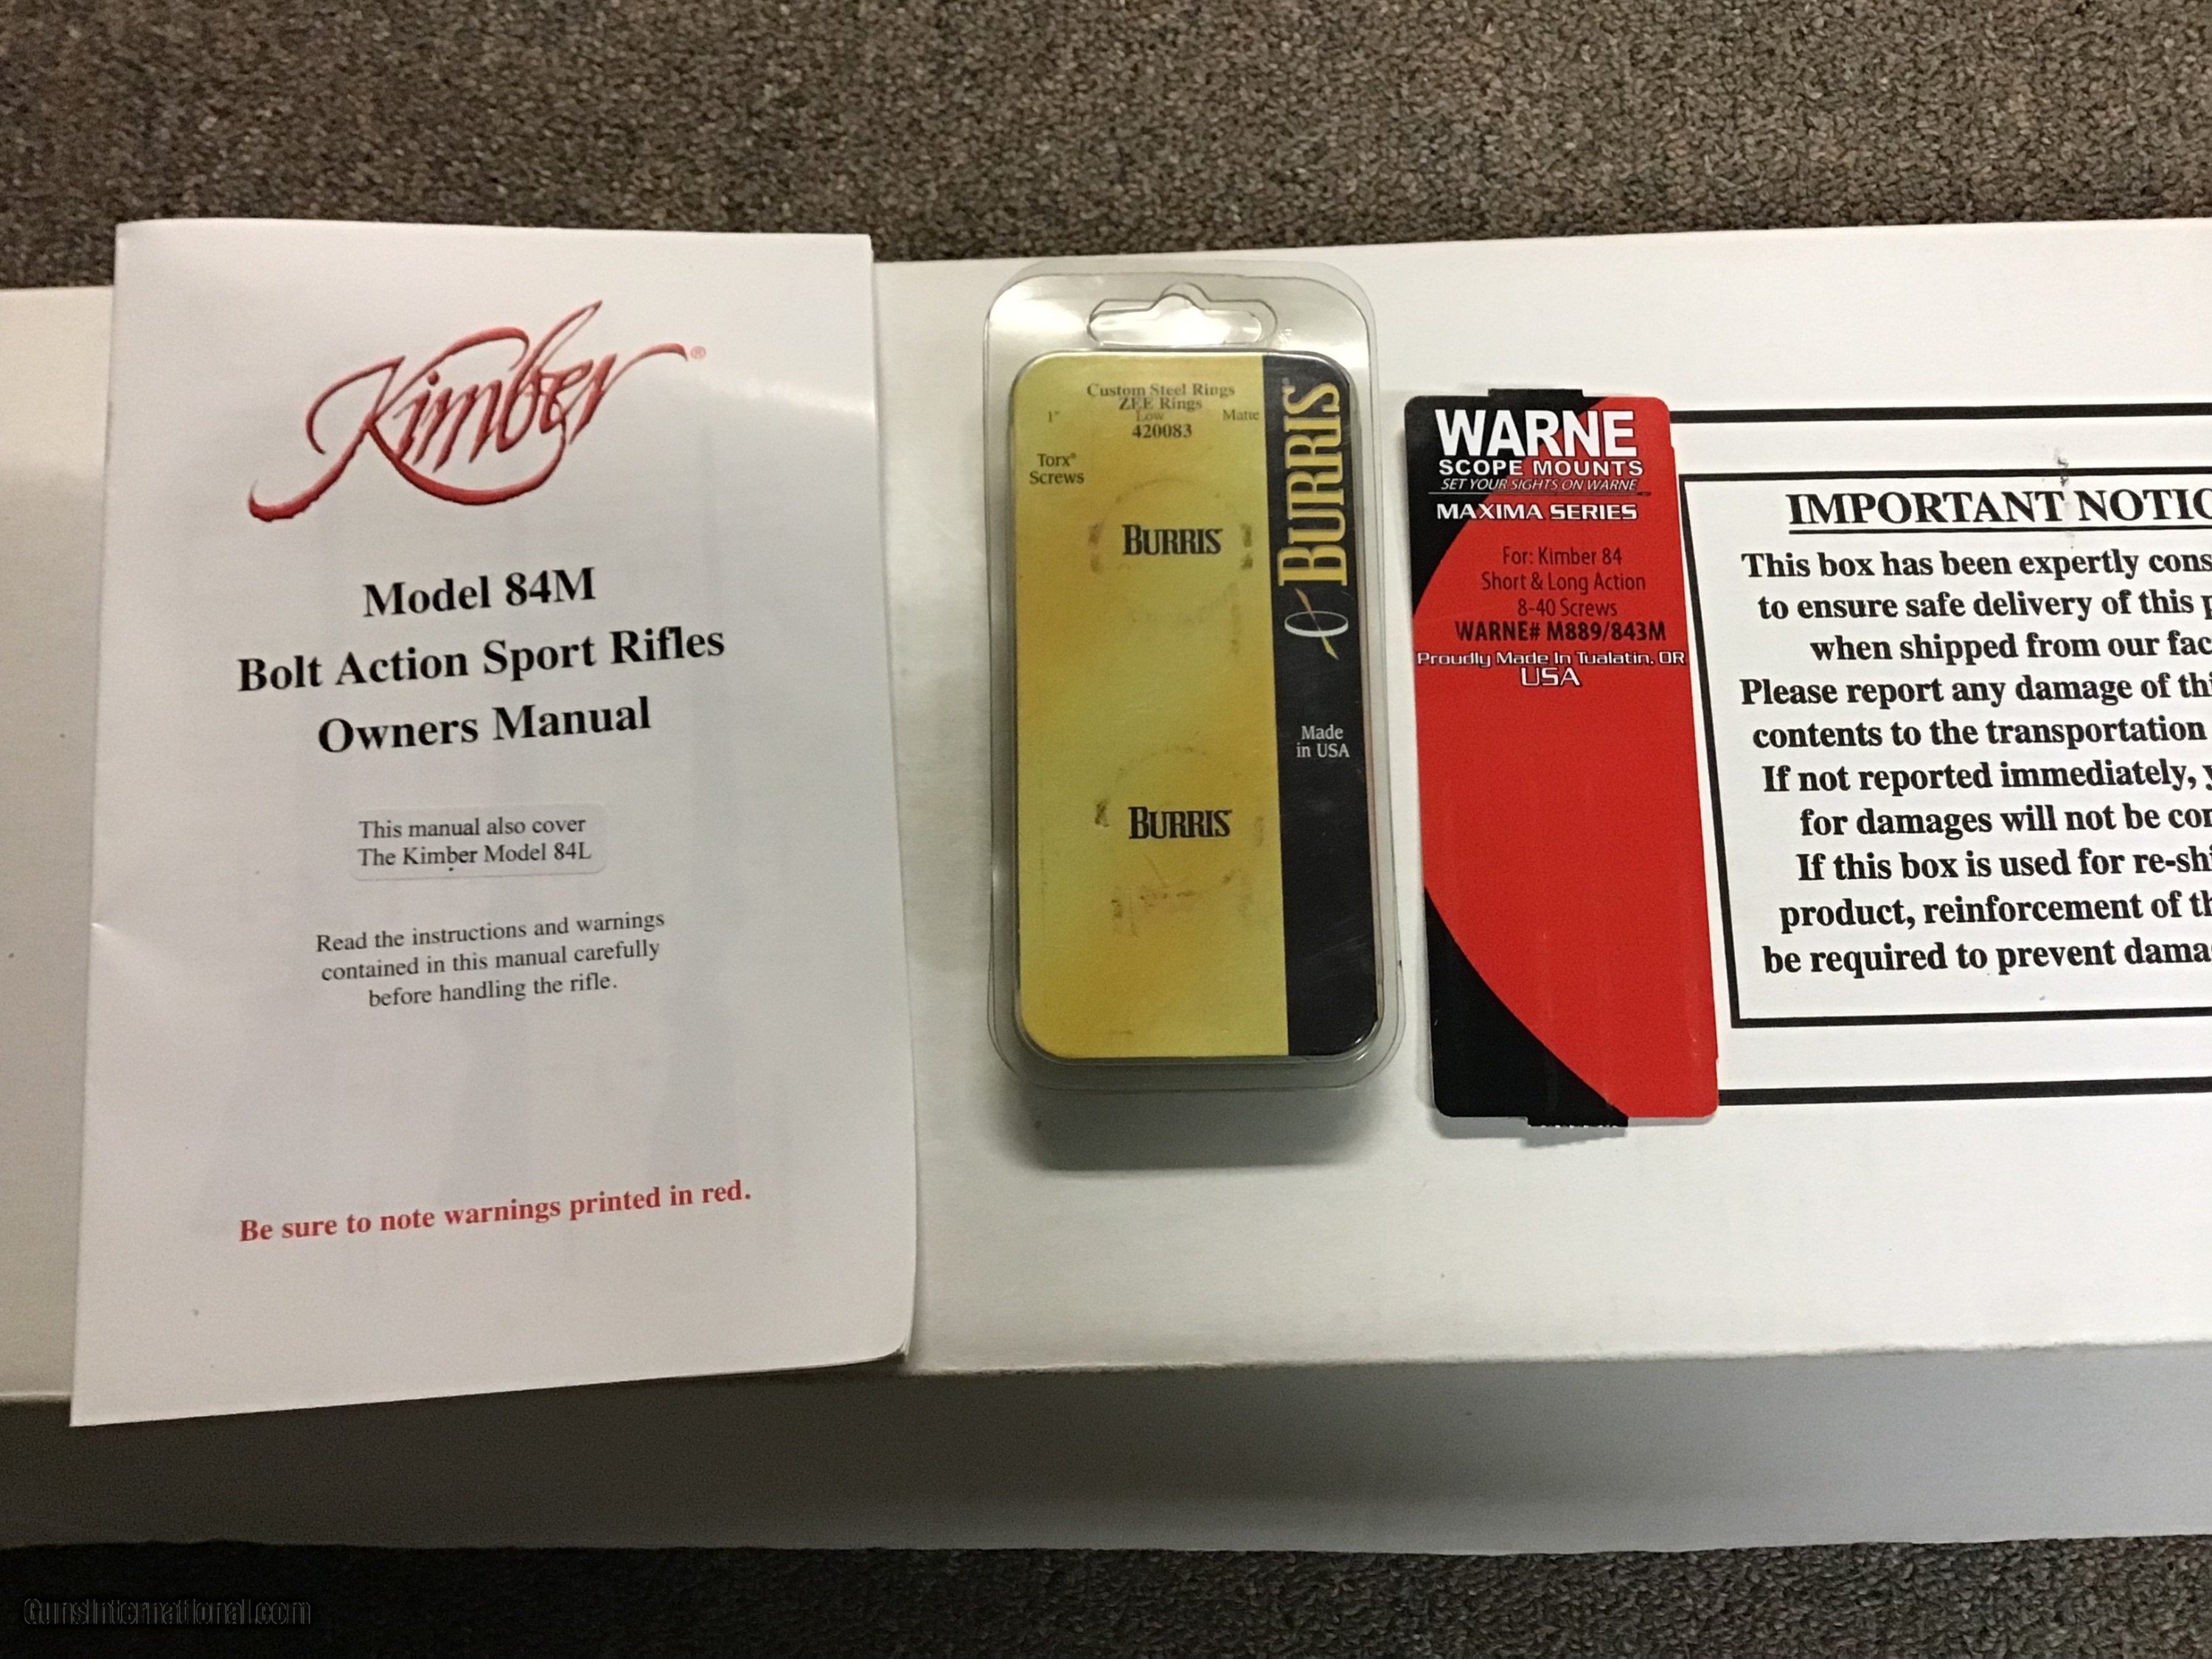 Kimber®
Model 84M
Bolt Action Sport Rifles
Owners Manual
This manual also cover
The Kimber Model 84L
Read the instructions and warnings
contained in this manual carefully
before handling the rifle.
Be sure to note warnings printed in red.
Custom Steel Rings
ZEE Rings
1" Low Matte
420083
Torx®
Screws
BURRIS
BURRIS
BURRIS
Made
in USA
WARNE
SCOPE MOUNTS
SET YOUR SIGHTS ON WARNE
MAXIMA SERIES
For: Kimber 84
Short & Long Action
8-40 Screws
WARNE# M889/843M
Proudly Made In Tualatin, OR
USA
IMPORTANT NOTIC
This box has been expertly cons
to ensure safe delivery of this p
when shipped from our fac
Please report any damage of thi
contents to the transportation
If not reported immediately, y
for damages will not be con
If this box is used for re-shi
product, reinforcement of th
be required to prevent dama
GunsInternational.com